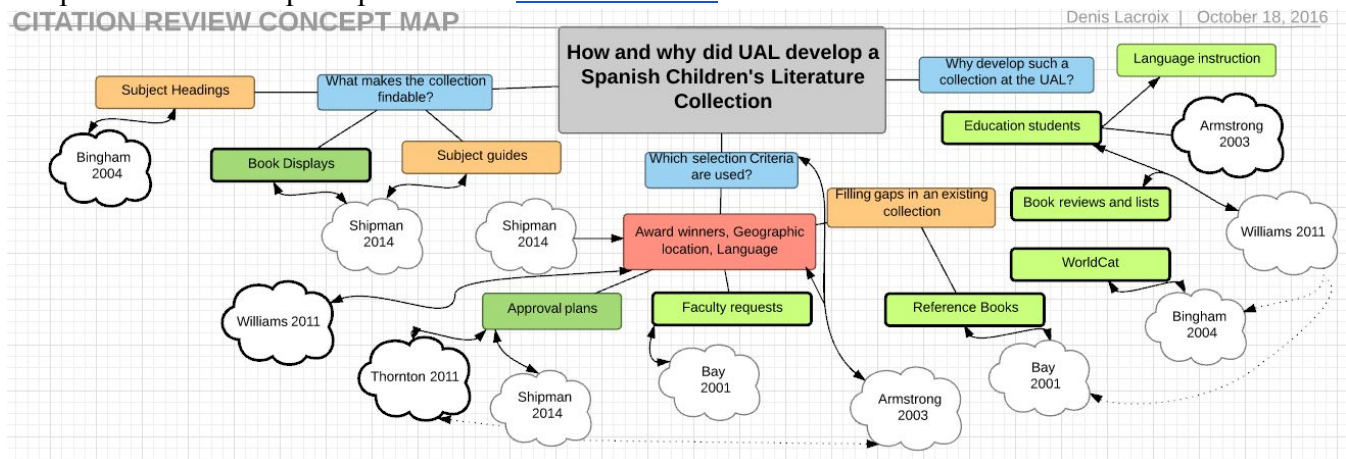 CITATION REVIEW CONCEPT MAP
Denis Lacroix | October 18, 2016
How and why did UAL develop a
Spanish Children's Literature
Collection
Why develop such a
collection at the UAL?
Language instruction
What makes the collection
findable?
Subject Headings
Education students
Armstrong
2003
Bingham
2004
Book Displays
Subject guides
Which selection Criteria
are used?
Filling gaps in an existing
collection
Book reviews and lists
Shipman
2014
Shipman
2014
Award winners, Geographic
location, Language
Williams 2011
WorldCat
Williams 2011
Approval plans
Faculty requests
Reference Books
Bingham
2004
Thornton 2011
Shipman
2014
Bay
2001
Armstrong
2003
Bay
2001